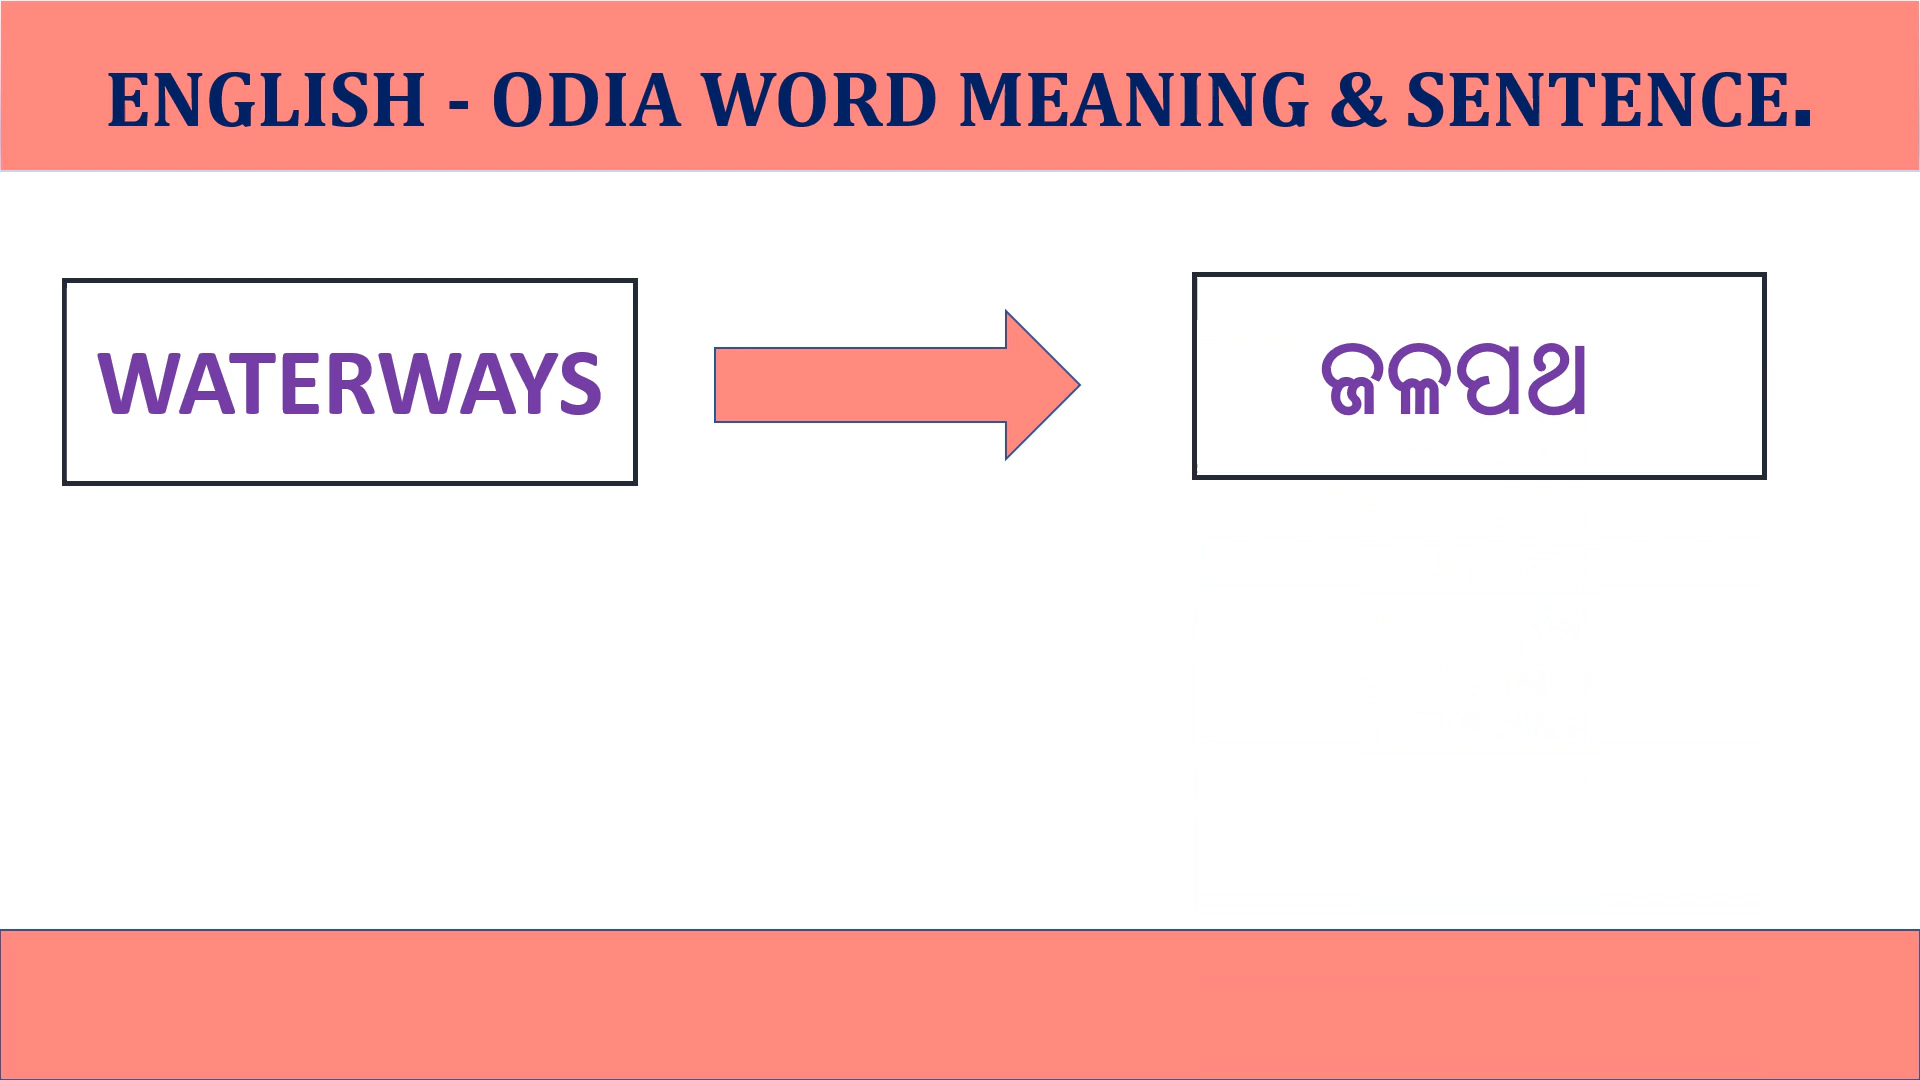 ENGLISH - ODIA WORD MEANING & SENTENCE.
WATERWAYS
ଜଳପଥ